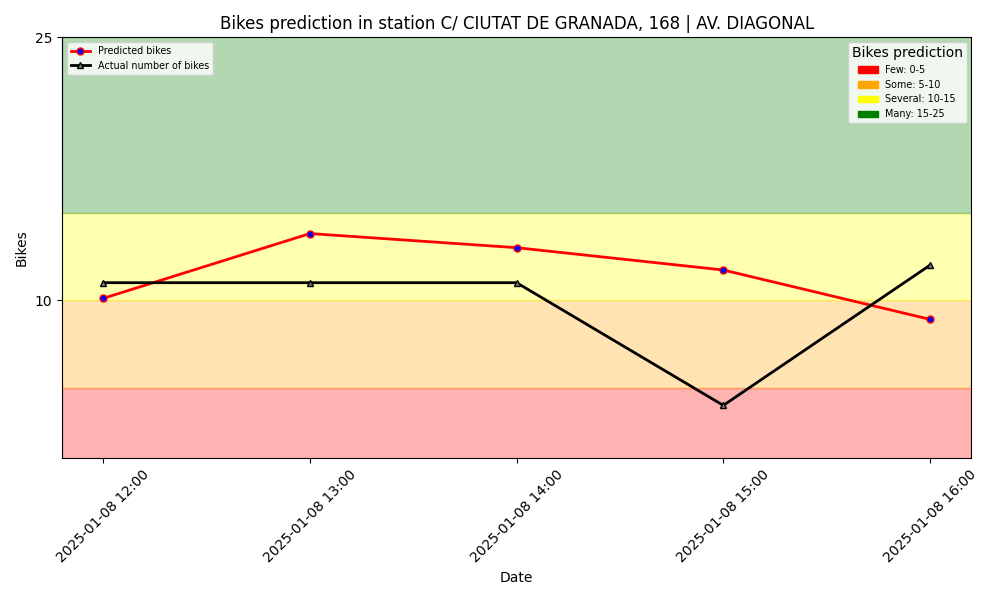 Bikes prediction in station C/ CIUTAT DE GRANADA, 168 | AV. DIAGONAL
25
10
Bikes
Predicted bikes
Actual number of bikes
Bikes prediction
Few: 0-5
Some: 5-10
Several: 10-15
Many: 15-25
2025-01-08 12:00
2025-01-08 13:00
2025-01-08 14:00
2025-01-08 15:00
2025-01-08 16:00
Date